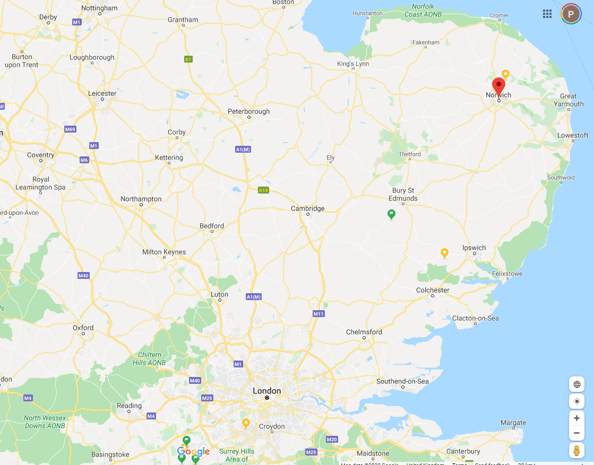 Boston
Nottingham
Derby
M1
Grantham
Hunstanton
Norfolk
Coast AONB
Cromer
P
Fakenham
Burton
upon Trent
Loughborough
A1
King's Lynn
Leicester
Norwich
Great
Yarmouth
Peterborough
M69
M1
Corby
Lowestoft
Coventry
M6
Kettering
A1(M)
Ely
Thetford
Royal
Leamington Spa
Southwold
A14
Bury St
Edmunds
Northampton
Cambridge
ord-upon-Avon
Bedford
Milton Keynes
Ipswich
M40
Felixstowe
Luton
A1(M)
Colchester
M11
Clacton-on-Sea
Oxford
Chelmsford
Chiltern
Hills AONB
M1
M40
London
Southend-on-Sea
M4
M25
Reading
M4
North Wessex
Downs AONB
Croydon
Margate
M20
M25
Basingstoke
Google
Surrey Hills
Area of
Maidstone
Canterbury
Map data ©2020 Google
United Kingdom
Terms
Send feedback